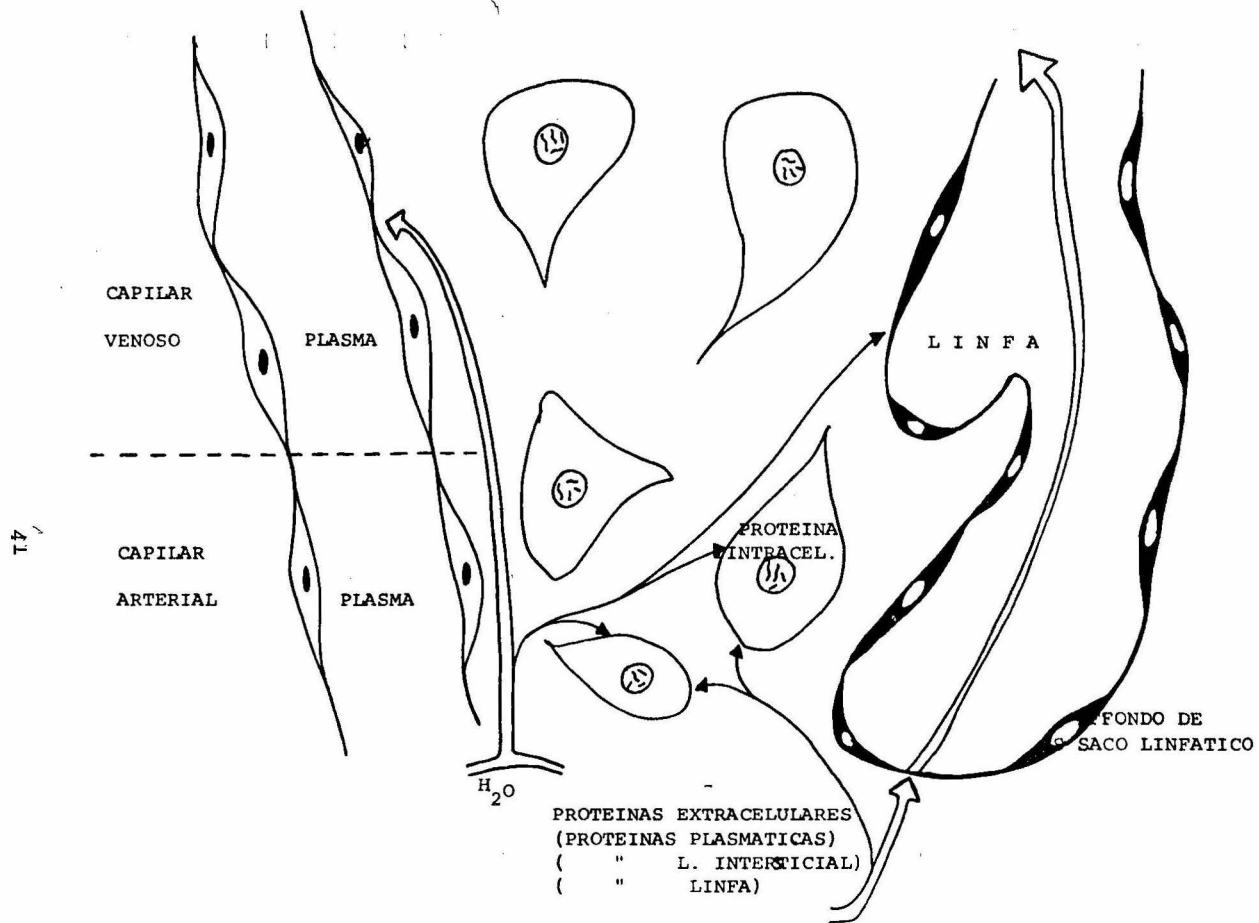 CAPILAR
VENOSO
PLASMA
L I N F A
CAPILAR
ARTERIAL
PLASMA
PROTEINA
INTRACEL.
41
FONDO DE
SACO LINFATICO
H2O
PROTEINAS EXTRACELULARES
(PROTEINAS PLASMATICAS)
( " L. INTERSTICIAL)
( " LINFA)